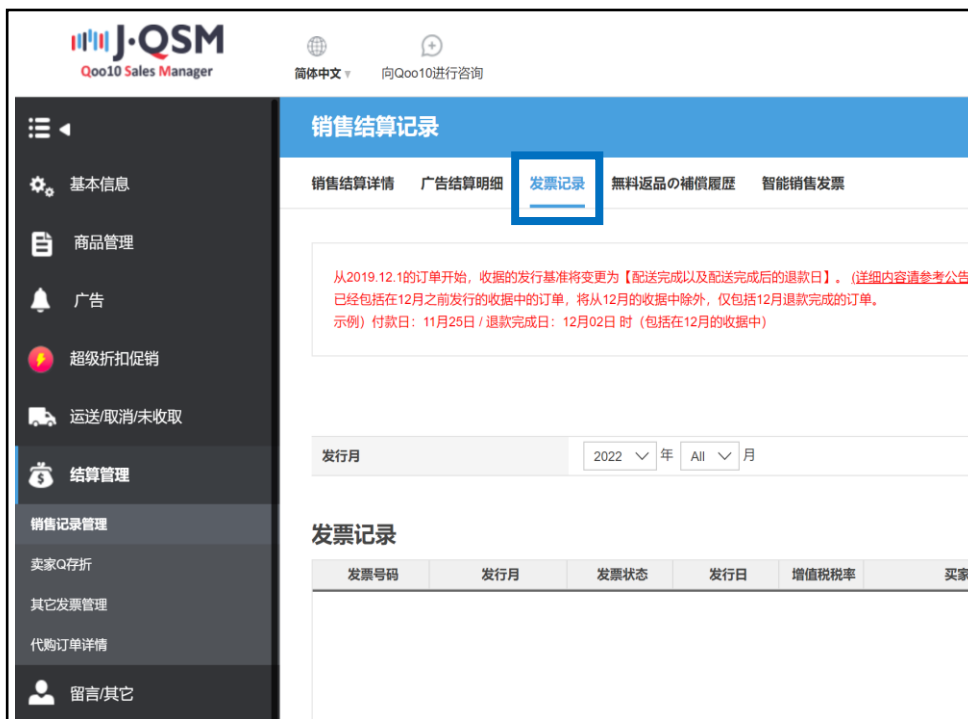 J·QSM
Qoo10 Sales Manager
简体中文 ▼
向Qoo10进行咨询
基本信息
商品管理
广告
超级折扣促销
运送/取消/未收取
结算管理
销售记录管理
卖家Q存折
其它发票管理
代购订单详情
留言/其它
销售结算记录
销售结算详情 广告结算明细 发票记录 無料返品の補償履歴 智能销售发票
从2019.12.1的订单开始，收据的发行基准将变更为【配送完成以及配送完成后的退款日】。 (详细内容请参考公告
已经包括在12月之前发行的收据中的订单，将从12月的收据中除外，仅包括12月退款完成的订单。
示例）付款日：11月25日 / 退款完成日：12月02日 时（包括在12月的收据中）
发行月 2022 年 All 月
发票记录
发票号码 发行月 发票状态 发行日 增值税税率 买家